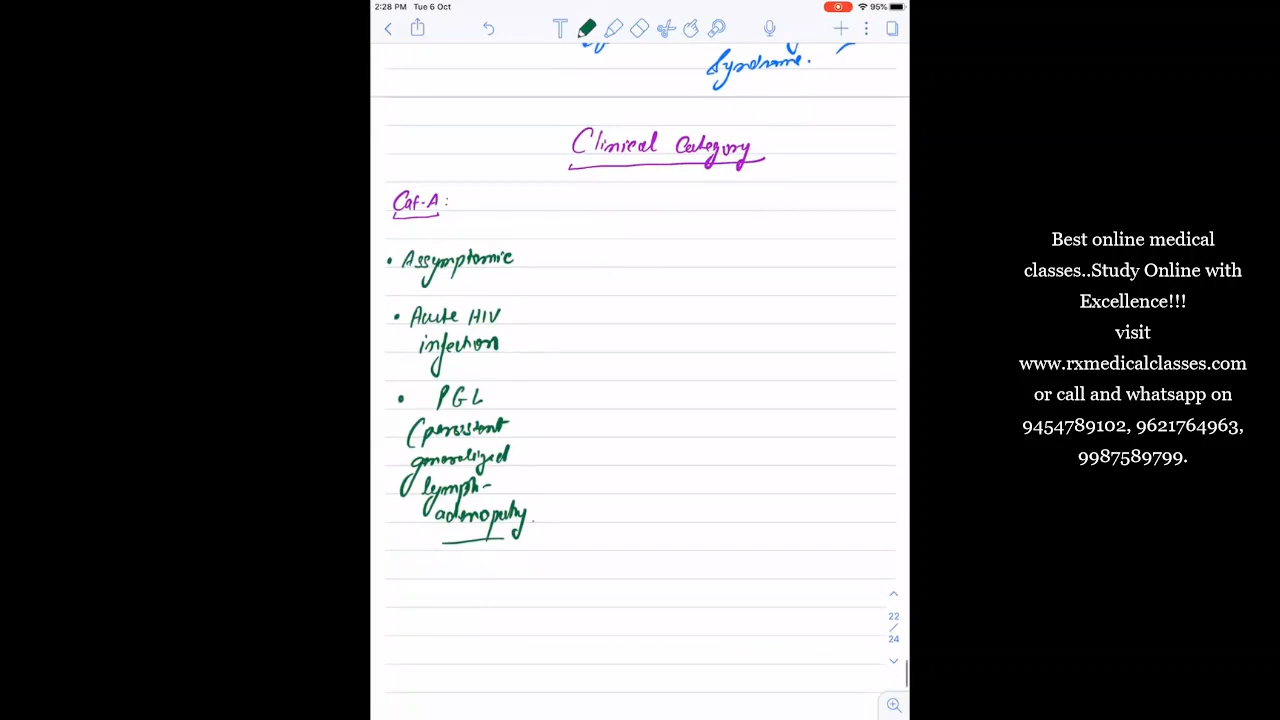 2:28 PM Tue 6 Oct
95%
T
Syndrome.
Clinical Category
Cat-A:
• Assymptomic
• Acute HIV
infection
• PGL
(persistent
generalized
lymph-
adenopathy.
22
/
24
Best online medical
classes..Study Online with
Excellence!!!
visit
www.rxmedicalclasses.com
or call and whatsapp on
9454789102, 9621764963,
9987589799.